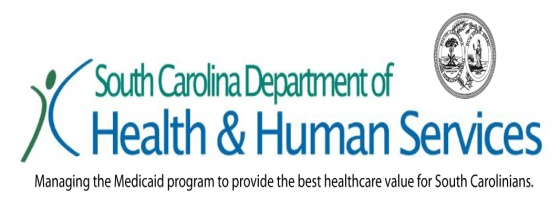 South Carolina Department of
Health & Human Services
Managing the Medicaid program to provide the best healthcare value for South Carolinians.